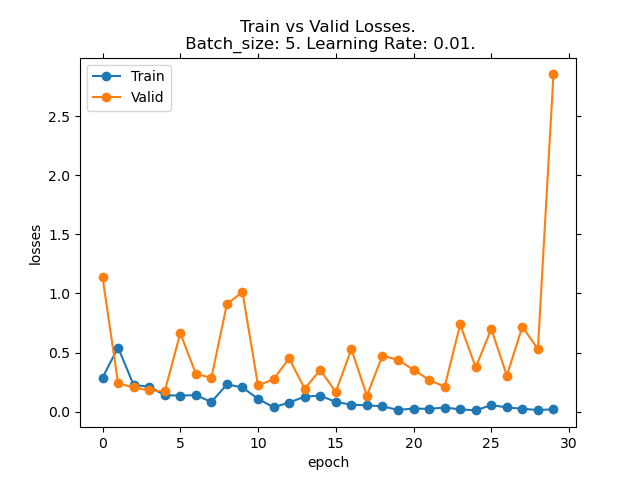 Train vs Valid Losses.
Batch_size: 5. Learning Rate: 0.01.
Train
Valid
2.5
2.0
1.5
1.0
0.5
0.0
losses
0 5 10 15 20 25 30
epoch